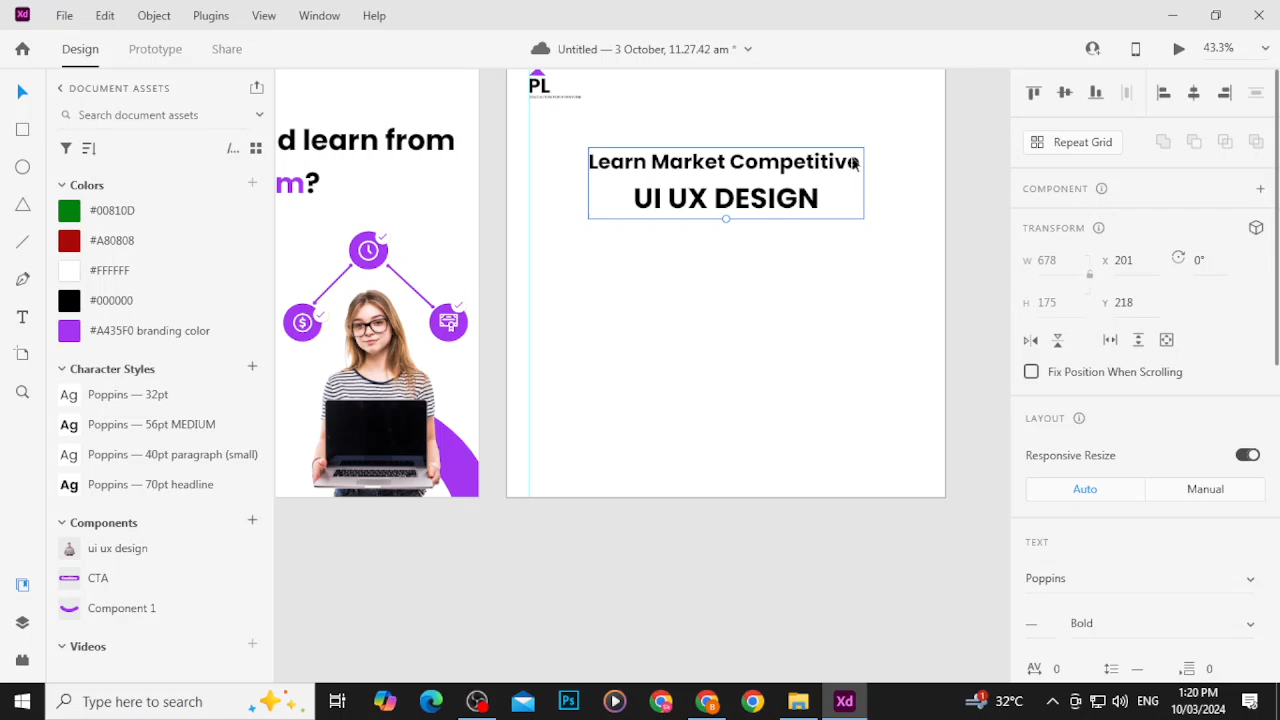 File Edit Object Plugins View Window Help
Design Prototype Share
Untitled — 3 October, 11.27.42 am *
43.3%
DOCUMENT ASSETS
Search document assets
Colors
#00810D
#A80808
#FFFFFF
#000000
#A435F0 branding color
Character Styles
Ag Poppins — 32pt
Ag Poppins — 56pt MEDIUM
Ag Poppins — 40pt paragraph (small)
Ag Poppins — 70pt headline
Components
ui ux design
CTA
Component 1
Videos
d learn from
m?
PL
Learn Market Competitive
UI UX DESIGN
Repeat Grid
COMPONENT
TRANSFORM
W 678 X 201 0°
H 175 Y 218
Fix Position When Scrolling
LAYOUT
Responsive Resize
Auto Manual
TEXT
Poppins
— Bold
AV 0 — 0
Type here to search
32°C
ENG
1:20 PM
10/03/2024